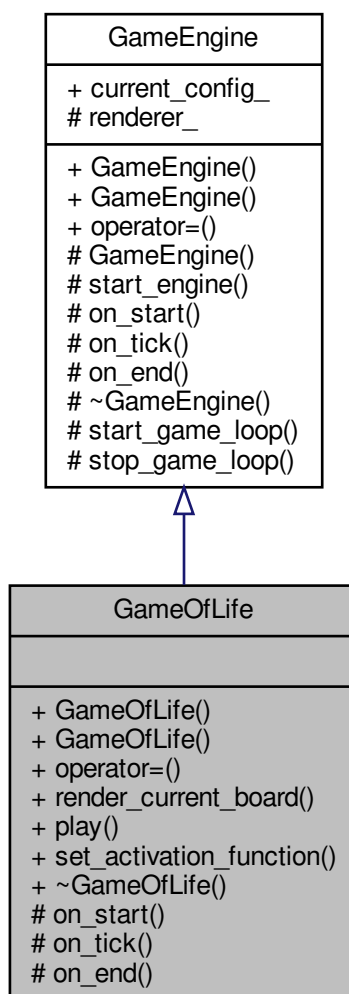 GameEngine
+ current_config_
# renderer_
+ GameEngine()
+ GameEngine()
+ operator=()
# GameEngine()
# start_engine()
# on_start()
# on_tick()
# on_end()
# ~GameEngine()
# start_game_loop()
# stop_game_loop()
GameOfLife
+ GameOfLife()
+ GameOfLife()
+ operator=()
+ render_current_board()
+ play()
+ set_activation_function()
+ ~GameOfLife()
# on_start()
# on_tick()
# on_end()